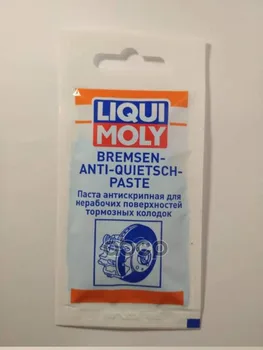 LIQUI
MOLY
BREMSEN-
ANTI-QUIETSCH-
PASTE
Паста антискрипная для
нерабочих поверхностей
тормозных колодок